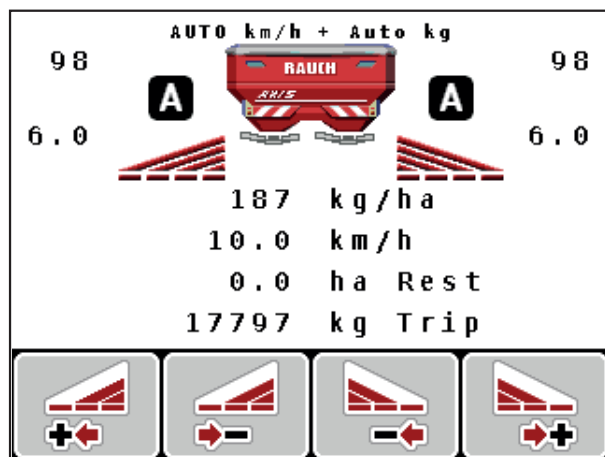 AUTO km/h + Auto kg
98 98
RAUCH
A A
AXIS
6.0 6.0
187 kg/ha
10.0 km/h
0.0 ha Rest
17797 kg Trip